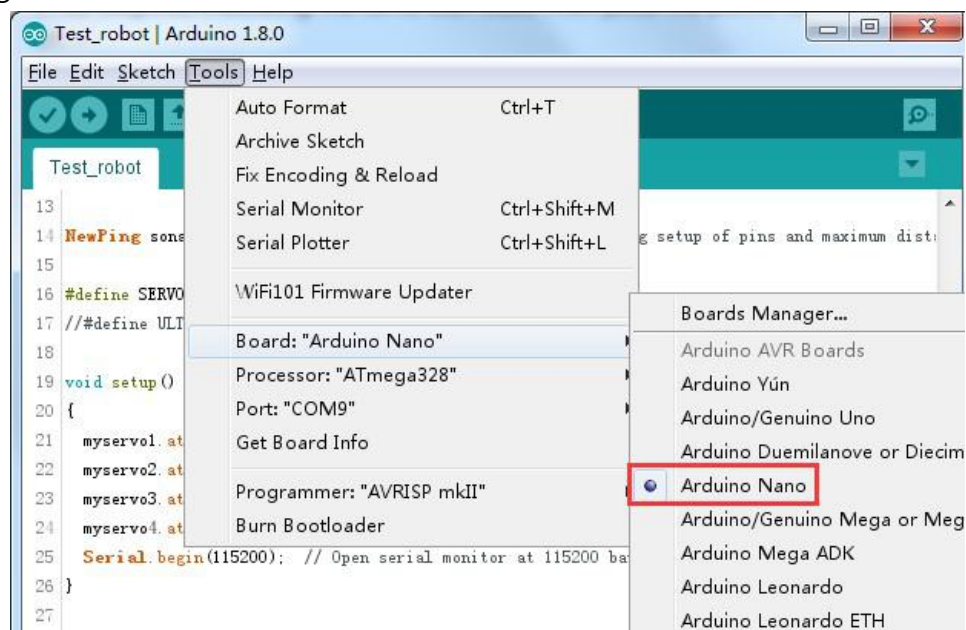 Test_robot | Arduino 1.8.0
File Edit Sketch Tools Help
Auto Format Ctrl+T
Archive Sketch
Fix Encoding & Reload
Serial Monitor Ctrl+Shift+M
Serial Plotter Ctrl+Shift+L
WiFi101 Firmware Updater
Board: "Arduino Nano"
Processor: "ATmega328"
Port: "COM9"
Get Board Info
Programmer: "AVRISP mkII"
Burn Bootloader
Boards Manager...
Arduino AVR Boards
Arduino Yún
Arduino/Genuino Uno
Arduino Duemilanove or Diecim
Arduino Nano
Arduino/Genuino Mega or Meg
Arduino Mega ADK
Arduino Leonardo
Arduino Leonardo ETH
Test_robot
13
14 NewPing sona g setup of pins and maximum dist
15
16 #define SERVO
17 //#define ULT
18
19 void setup()
20 {
21 myservo1.at
22 myservo2.at
23 myservo3.at
24 myservo4.at
25 Serial.begin(115200); // Open serial monitor at 115200 ba
26 }
27